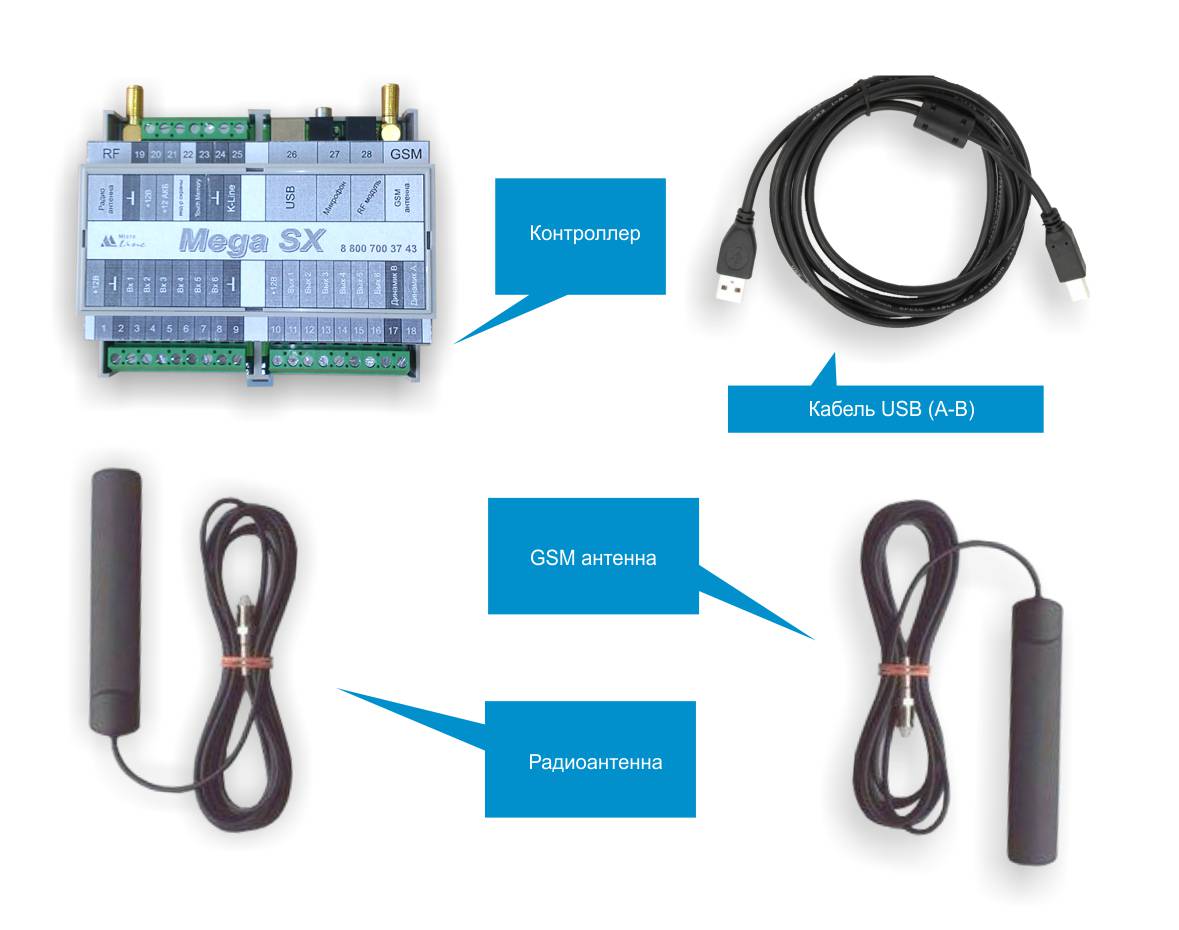 RF 19 20 21 22 23 24 25 26 27 28 GSM
Радио антенна
+12В
+12 АКБ
Touch Memory
K-Line
USB
Микрофон
RF модуль
GSM антенна
Micro Line
Mega SX
8 800 700 37 43
+12В
Вх 1
Вх 2
Вх 3
Вх 4
Вх 5
Вх 6
+12В
Вых 1
Вых 2
Вых 3
Вых 4
Вых 5
Вых 6
Динамик В
Динамик А
1 2 3 4 5 6 7 8 9 10 11 12 13 14 15 16 17 18
Контроллер
Кабель USB (А-В)
GSM антенна
Радиоантенна